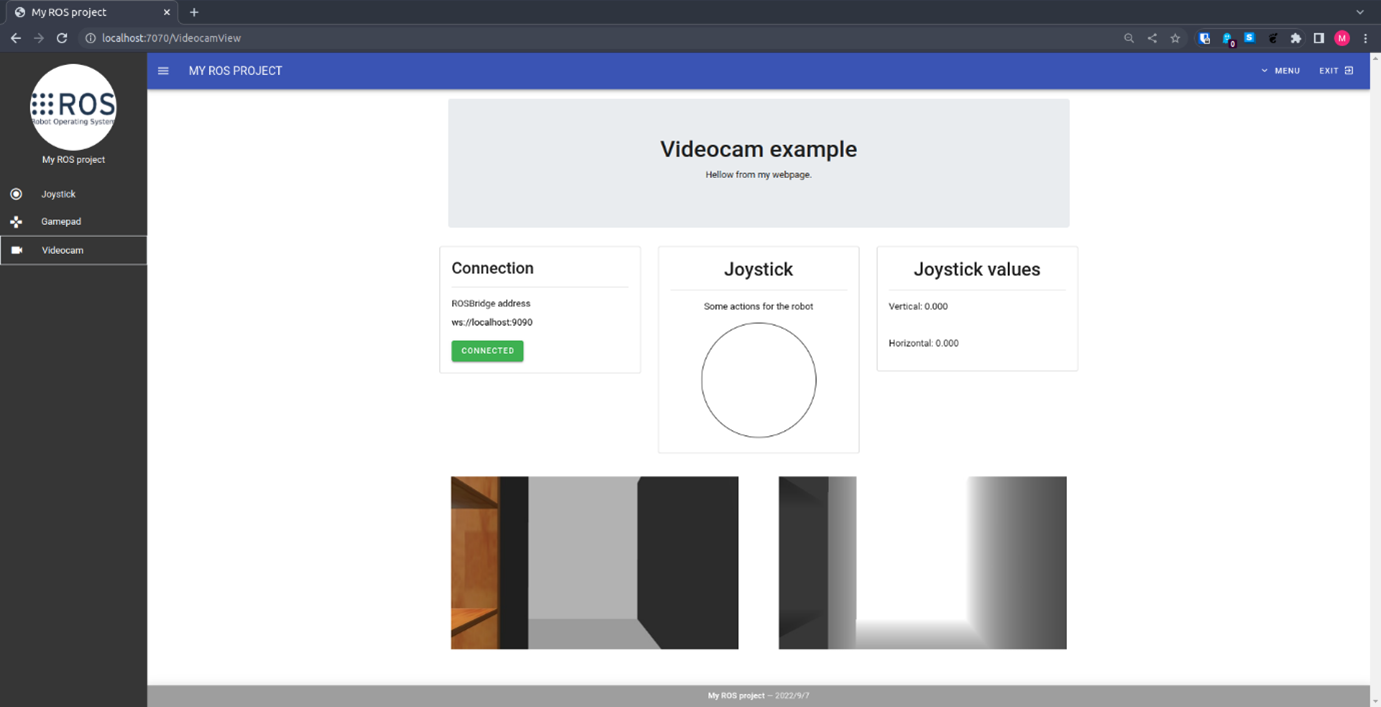 My ROS project
localhost:7070/VideocamView
0
M
ROS
Robot Operating System
My ROS project
Joystick
Gamepad
Videocam
MY ROS PROJECT
MENU
EXIT
Videocam example
Hellow from my webpage.
Connection
ROSBridge address
ws://localhost:9090
CONNECTED
Joystick
Some actions for the robot
Joystick values
Vertical: 0.000
Horizontal: 0.000
My ROS project — 2022/9/7